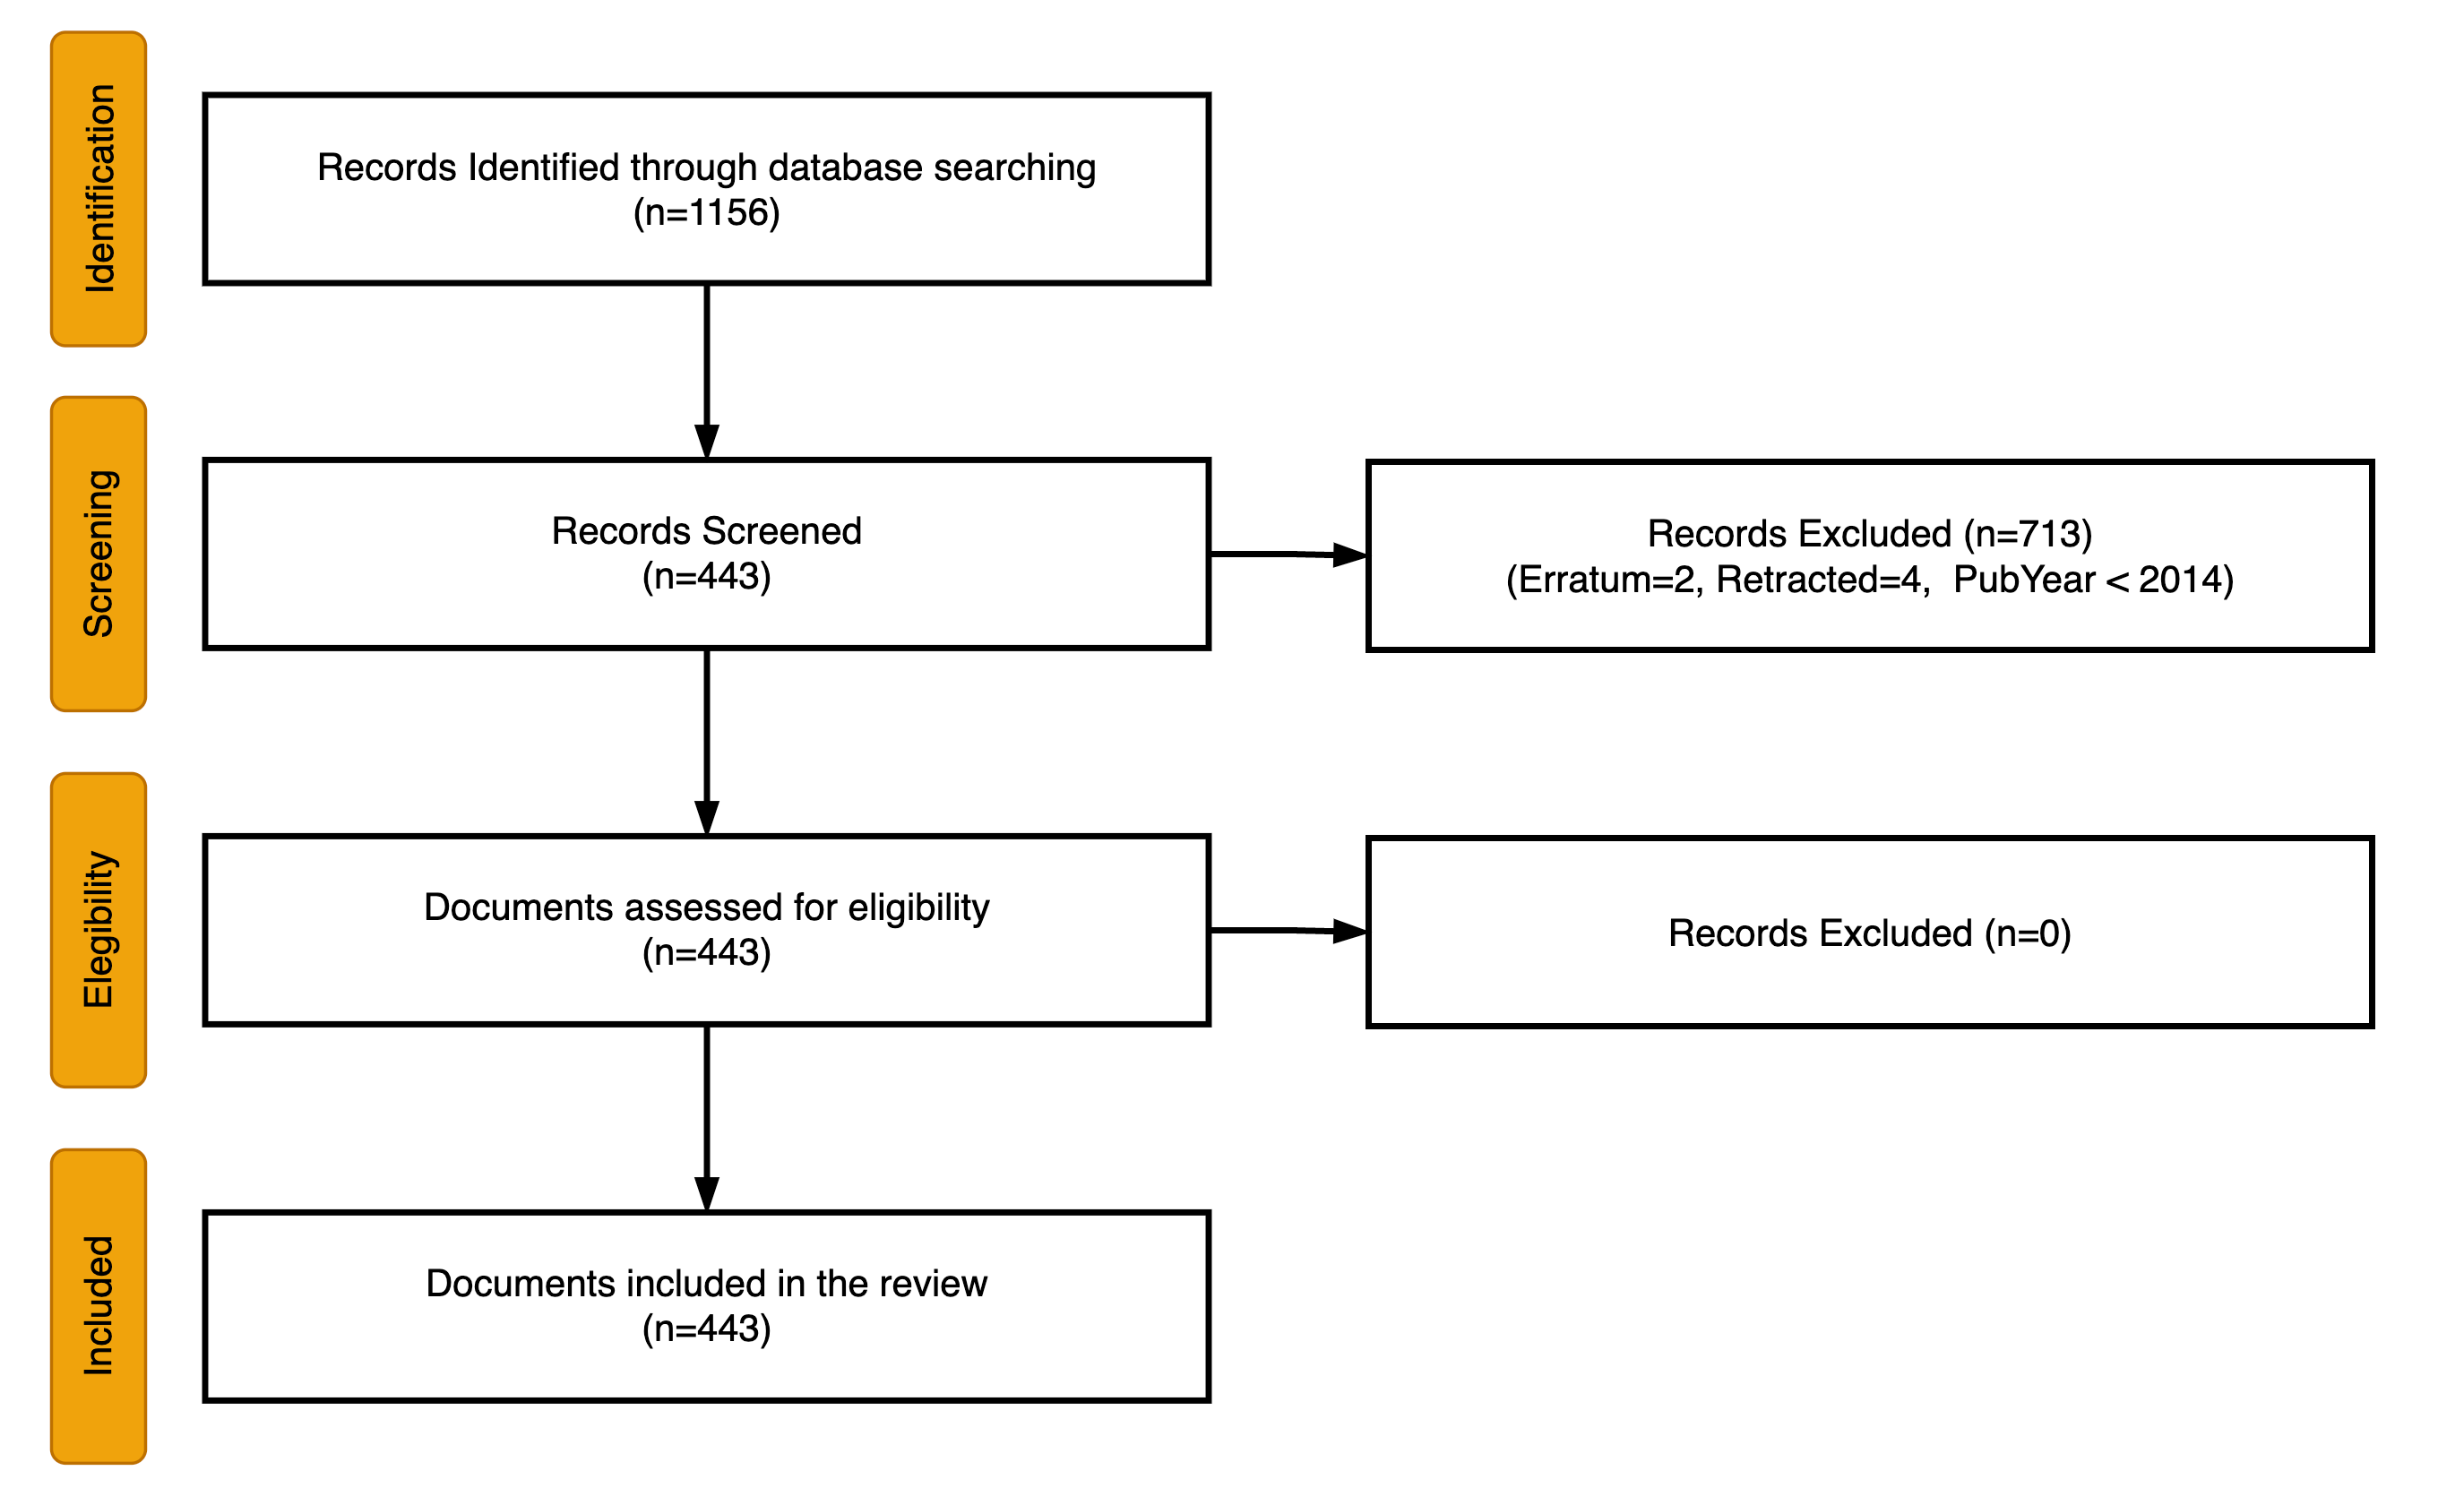 Identification
Records Identified through database searching
(n=1156)
Screening
Records Screened
(n=443)
Records Excluded (n=713)
(Erratum=2, Retracted=4, PubYear < 2014)
Elegibility
Documents assessed for eligibility
(n=443)
Records Excluded (n=0)
Included
Documents included in the review
(n=443)